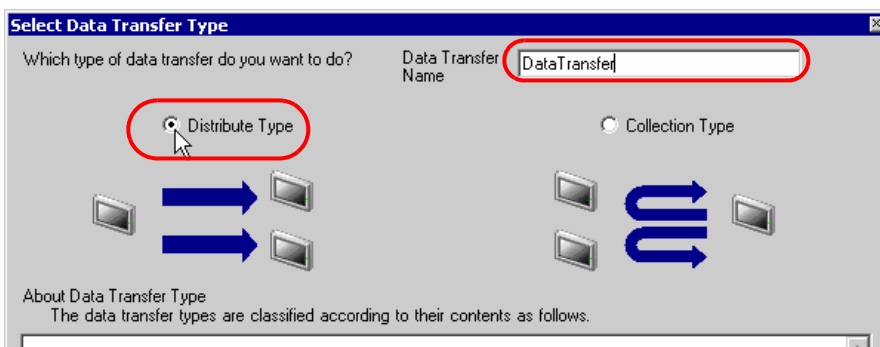 Select Data Transfer Type
Which type of data transfer do you want to do?
Data Transfer
Name
DataTransfer
Distribute Type
Collection Type
About Data Transfer Type
The data transfer types are classified according to their contents as follows.